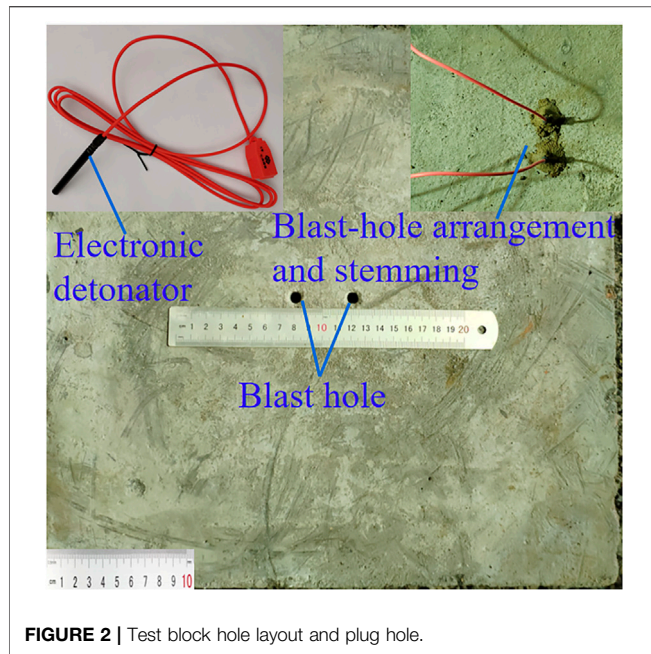 Electronic
detonator
Blast-hole arrangement
and stemming
cm 1 2 3 4 5 6 7 8 9 10 11 12 13 14 15 16 17 18 19 20
Blast hole
cm 1 2 3 4 5 6 7 8 9 10
FIGURE 2 | Test block hole layout and plug hole.